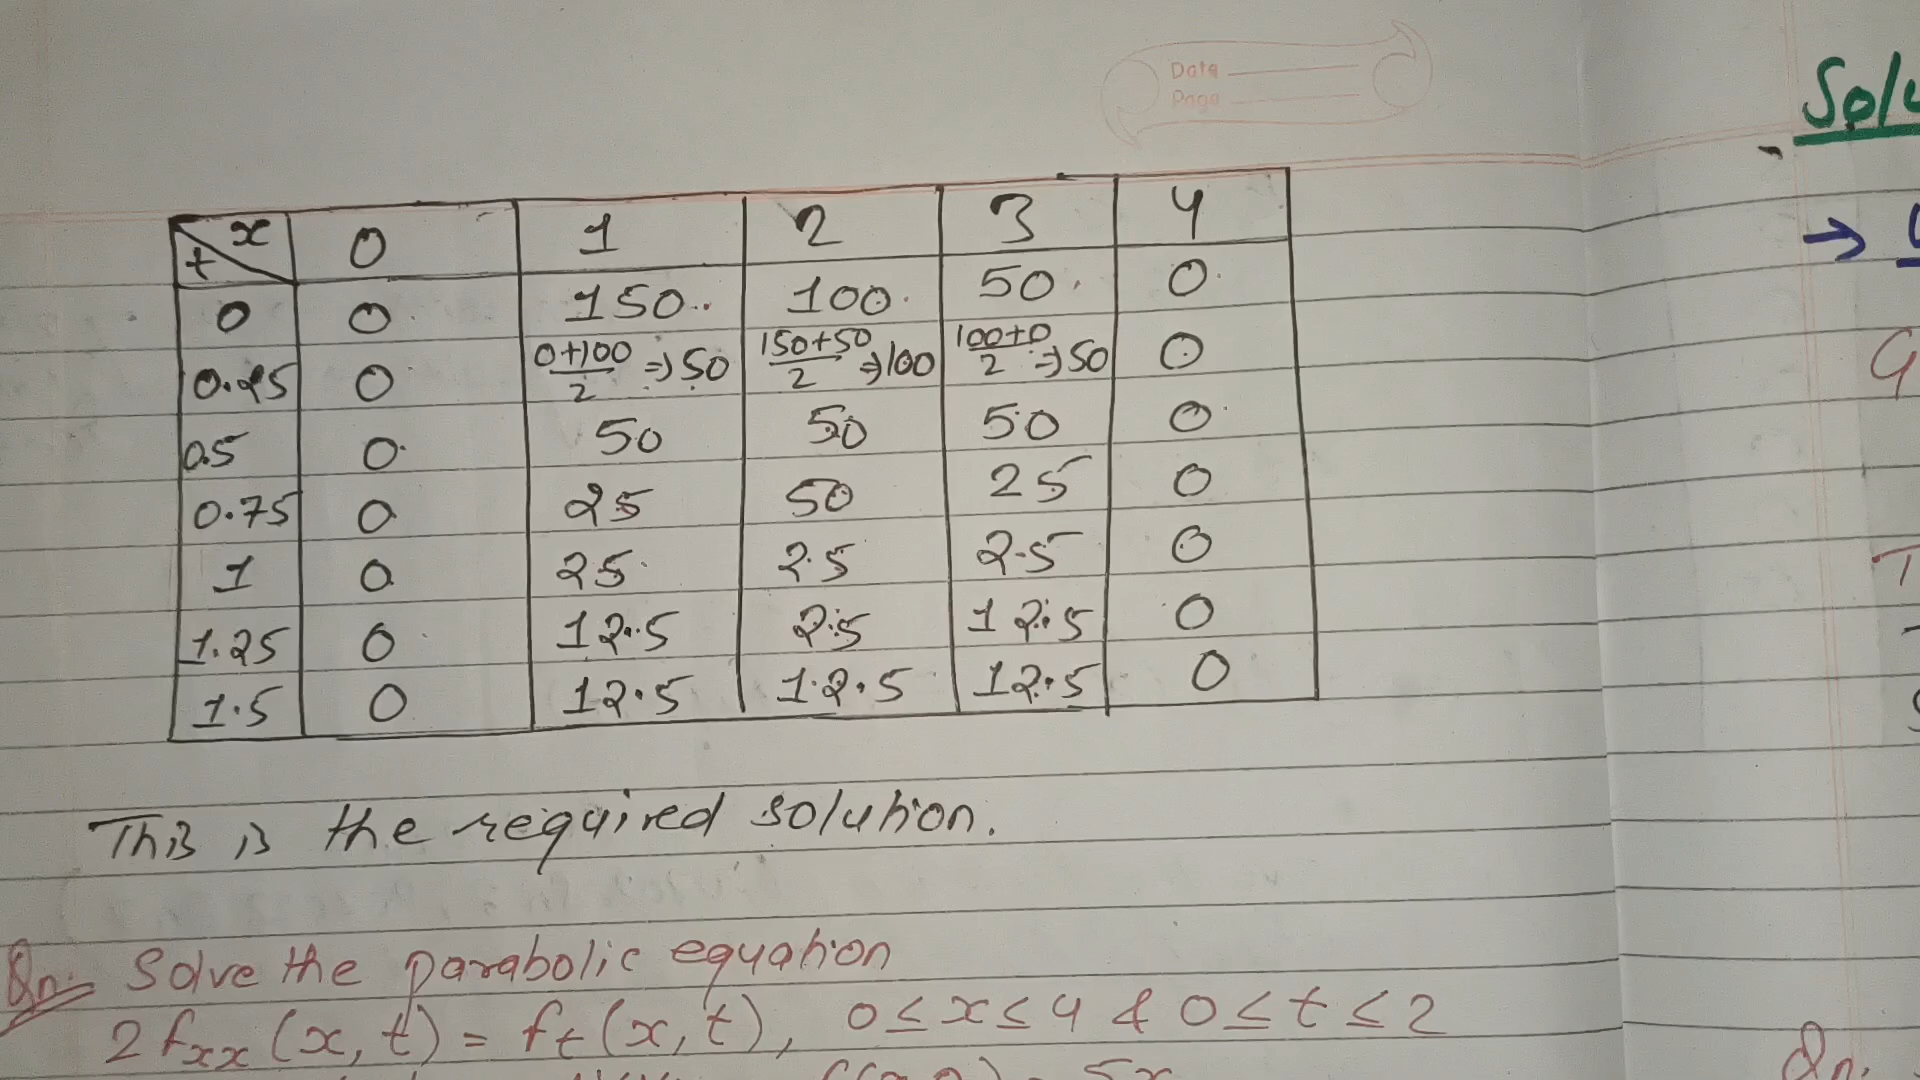 Date
Page
Solu
x
t 0 1 2 3 4
0 0 150 100 50 0
0.25 0 0+100/2 ⇒ 50 150+50/2 ⇒ 100 100+0/2 ⇒ 50 0
0.5 0 50 50 50 0
0.75 0 25 50 25 0
1 0 25 25 25 0
1.25 0 12.5 25 12.5 0
1.5 0 12.5 12.5 12.5 0
This is the required solution.
Qn:- Solve the parabolic equation
2 fxx (x, t) = ft (x, t), 0 ≤ x ≤ 4 & 0 ≤ t ≤ 2
Qn.